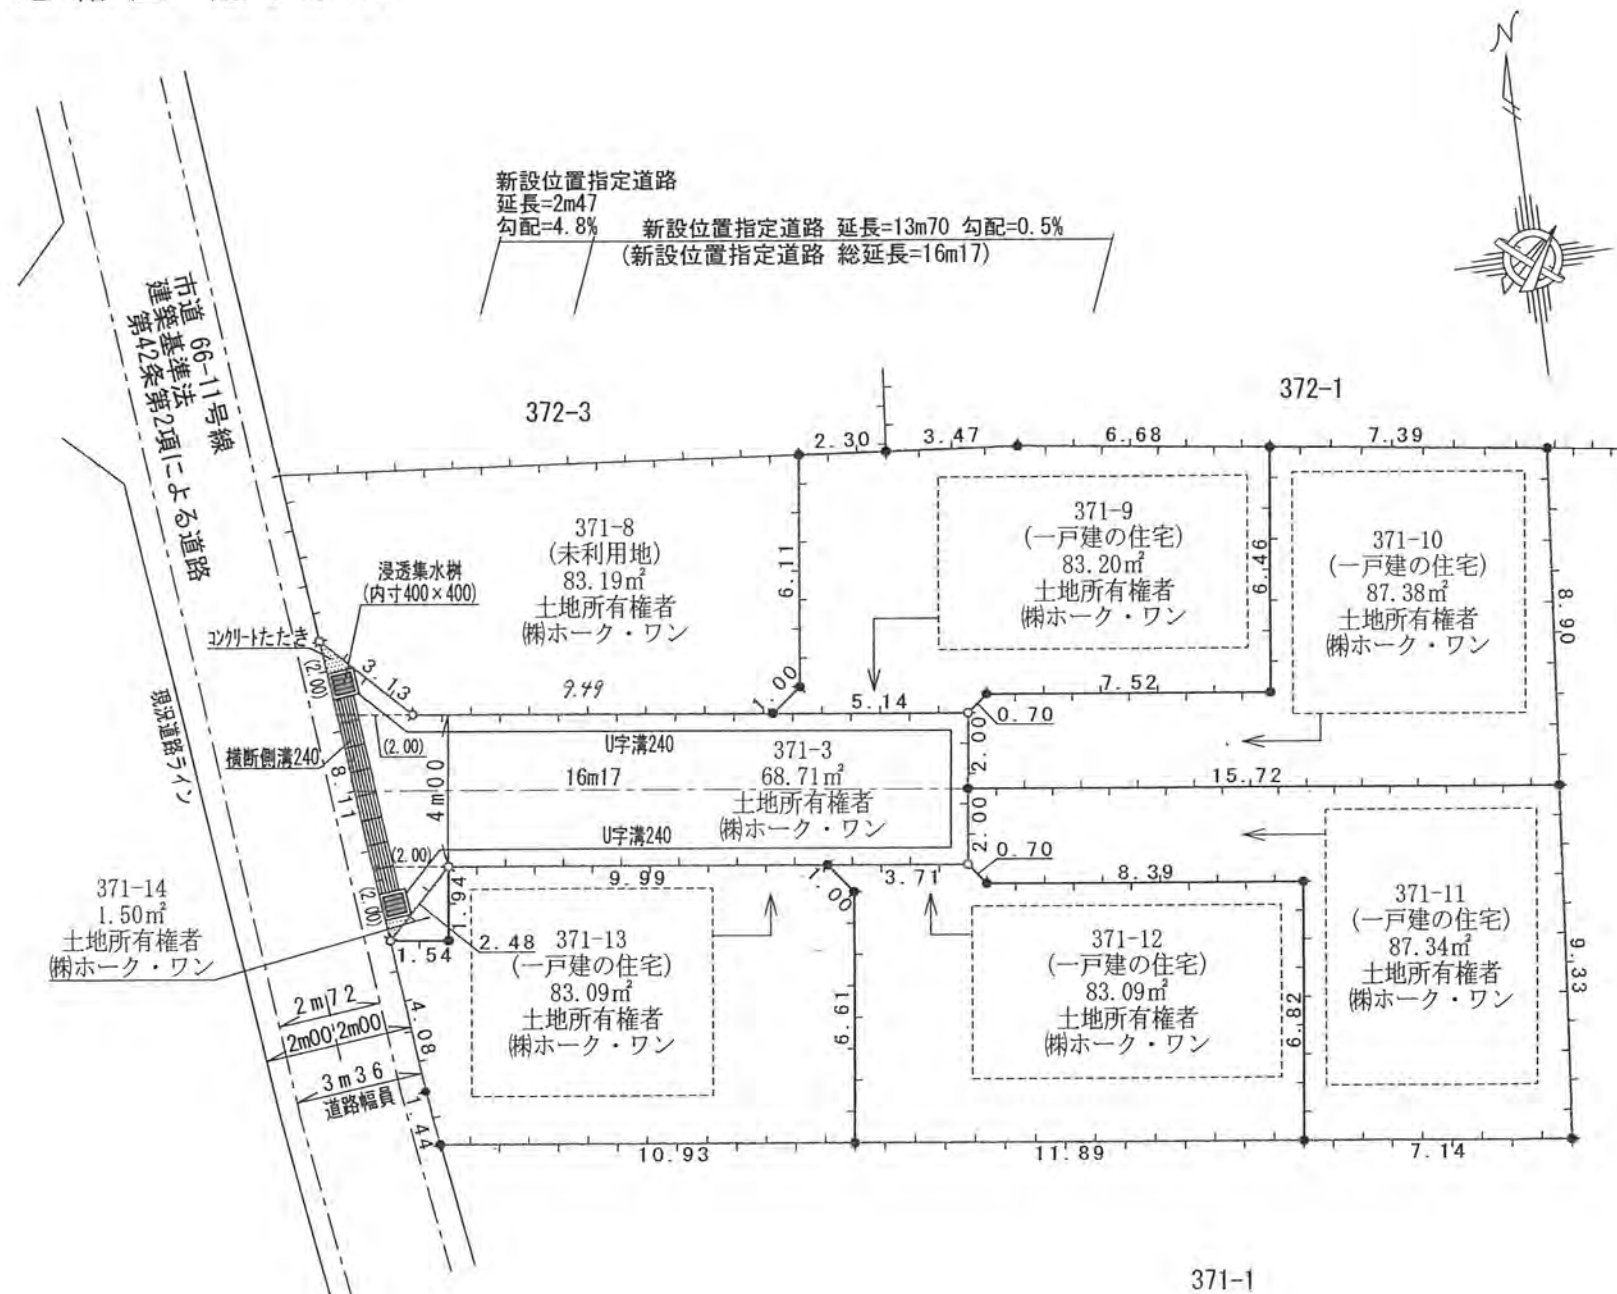 N
新設位置指定道路
延長=2m47
勾配=4.8%
新設位置指定道路 延長=13m70 勾配=0.5%
(新設位置指定道路 総延長=16m17)
市道 66-11号線
建築基準法
第42条第2項による道路
372-3
372-1
2.30
3.47
6.68
7.39
371-8
(未利用地)
83.19㎡
土地所有権者
㈱ホーク・ワン
6.11
371-9
(一戸建の住宅)
83.20㎡
土地所有権者
㈱ホーク・ワン
6.46
371-10
(一戸建の住宅)
87.38㎡
土地所有権者
㈱ホーク・ワン
8.90
浸透集水桝
(内寸400×400)
コンクリートたたき
(2.00)
3.13
9.49
1.00
5.14
7.52
0.70
現況道路ライン
横断側溝240
8.11
(2.00)
4m00
U字溝240
16m17
371-3
68.71㎡
土地所有権者
㈱ホーク・ワン
U字溝240
2.00
2.00
15.72
0.70
(2.00)
(2.00)
9.99
1.00
3.71
8.39
1.94
1.54
2.48
371-14
1.50㎡
土地所有権者
㈱ホーク・ワン
371-13
(一戸建の住宅)
83.09㎡
土地所有権者
㈱ホーク・ワン
6.61
371-12
(一戸建の住宅)
83.09㎡
土地所有権者
㈱ホーク・ワン
6.82
371-11
(一戸建の住宅)
87.34㎡
土地所有権者
㈱ホーク・ワン
9.33
2m72
2m00 2m00
4.08
3m36
道路幅員
1.44
10.93
11.89
7.14
371-1